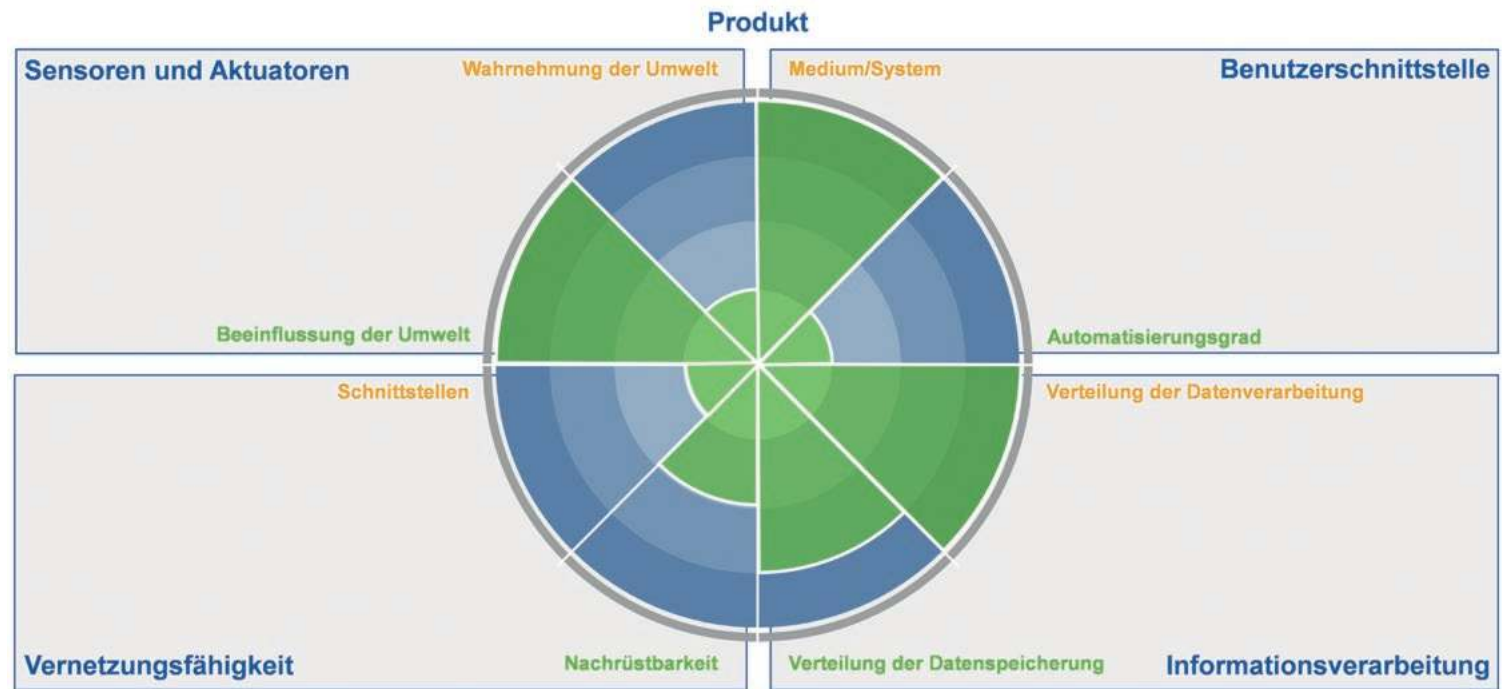 Produkt
Sensoren und Aktuatoren
Wahrnehmung der Umwelt
Medium/System
Benutzerschnittstelle
Beeinflussung der Umwelt
Automatisierungsgrad
Schnittstellen
Verteilung der Datenverarbeitung
Vernetzungsfähigkeit
Nachrüstbarkeit
Verteilung der Datenspeicherung
Informationsverarbeitung